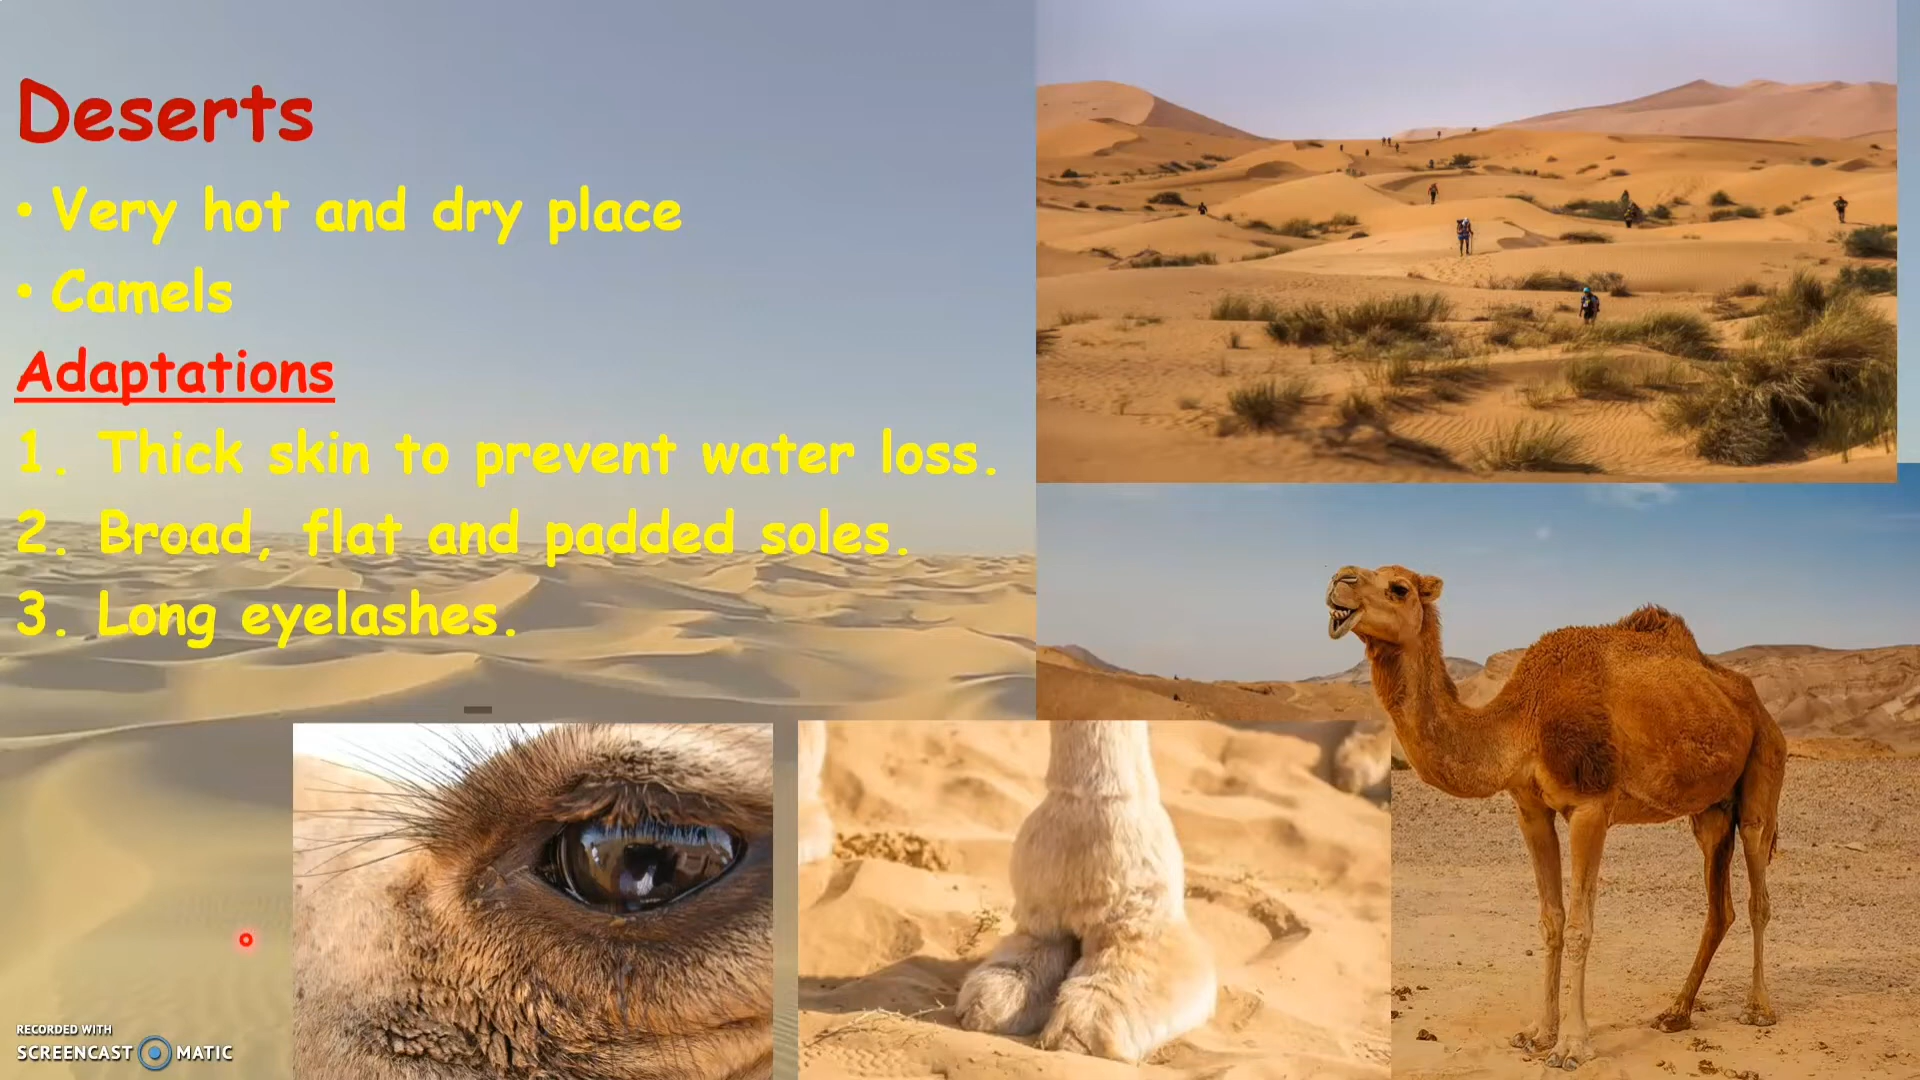 Deserts
• Very hot and dry place
• Camels
Adaptations
1. Thick skin to prevent water loss.
2. Broad, flat and padded soles.
3. Long eyelashes.
RECORDED WITH
SCREENCAST MATIC